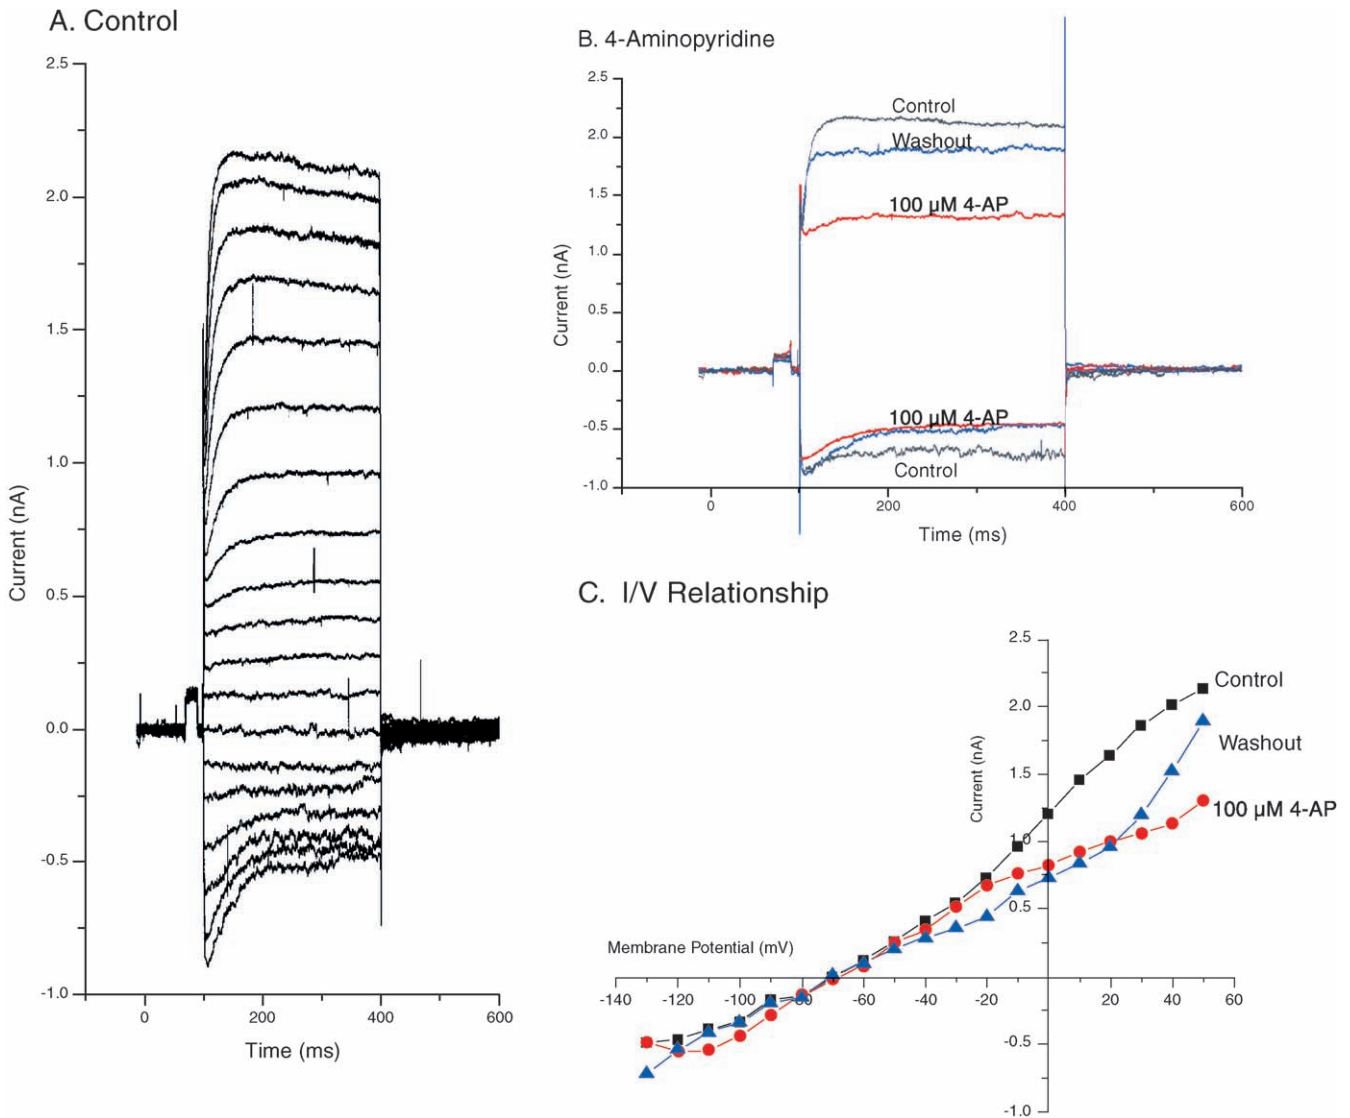 A. Control
2.5
2.0
1.5
1.0
0.5
0.0
-0.5
-1.0
Current (nA)
0
200
400
600
Time (ms)
B. 4-Aminopyridine
2.5
2.0
1.5
1.0
0.5
0.0
-0.5
-1.0
Current (nA)
Control
Washout
100 µM 4-AP
100 µM 4-AP
Control
0
200
400
600
Time (ms)
C. I/V Relationship
2.5
2.0
1.5
1.0
0.5
-0.5
-1.0
Current (nA)
Control
Washout
100 µM 4-AP
Membrane Potential (mV)
-140
-120
-100
-80
-60
-40
-20
20
40
60